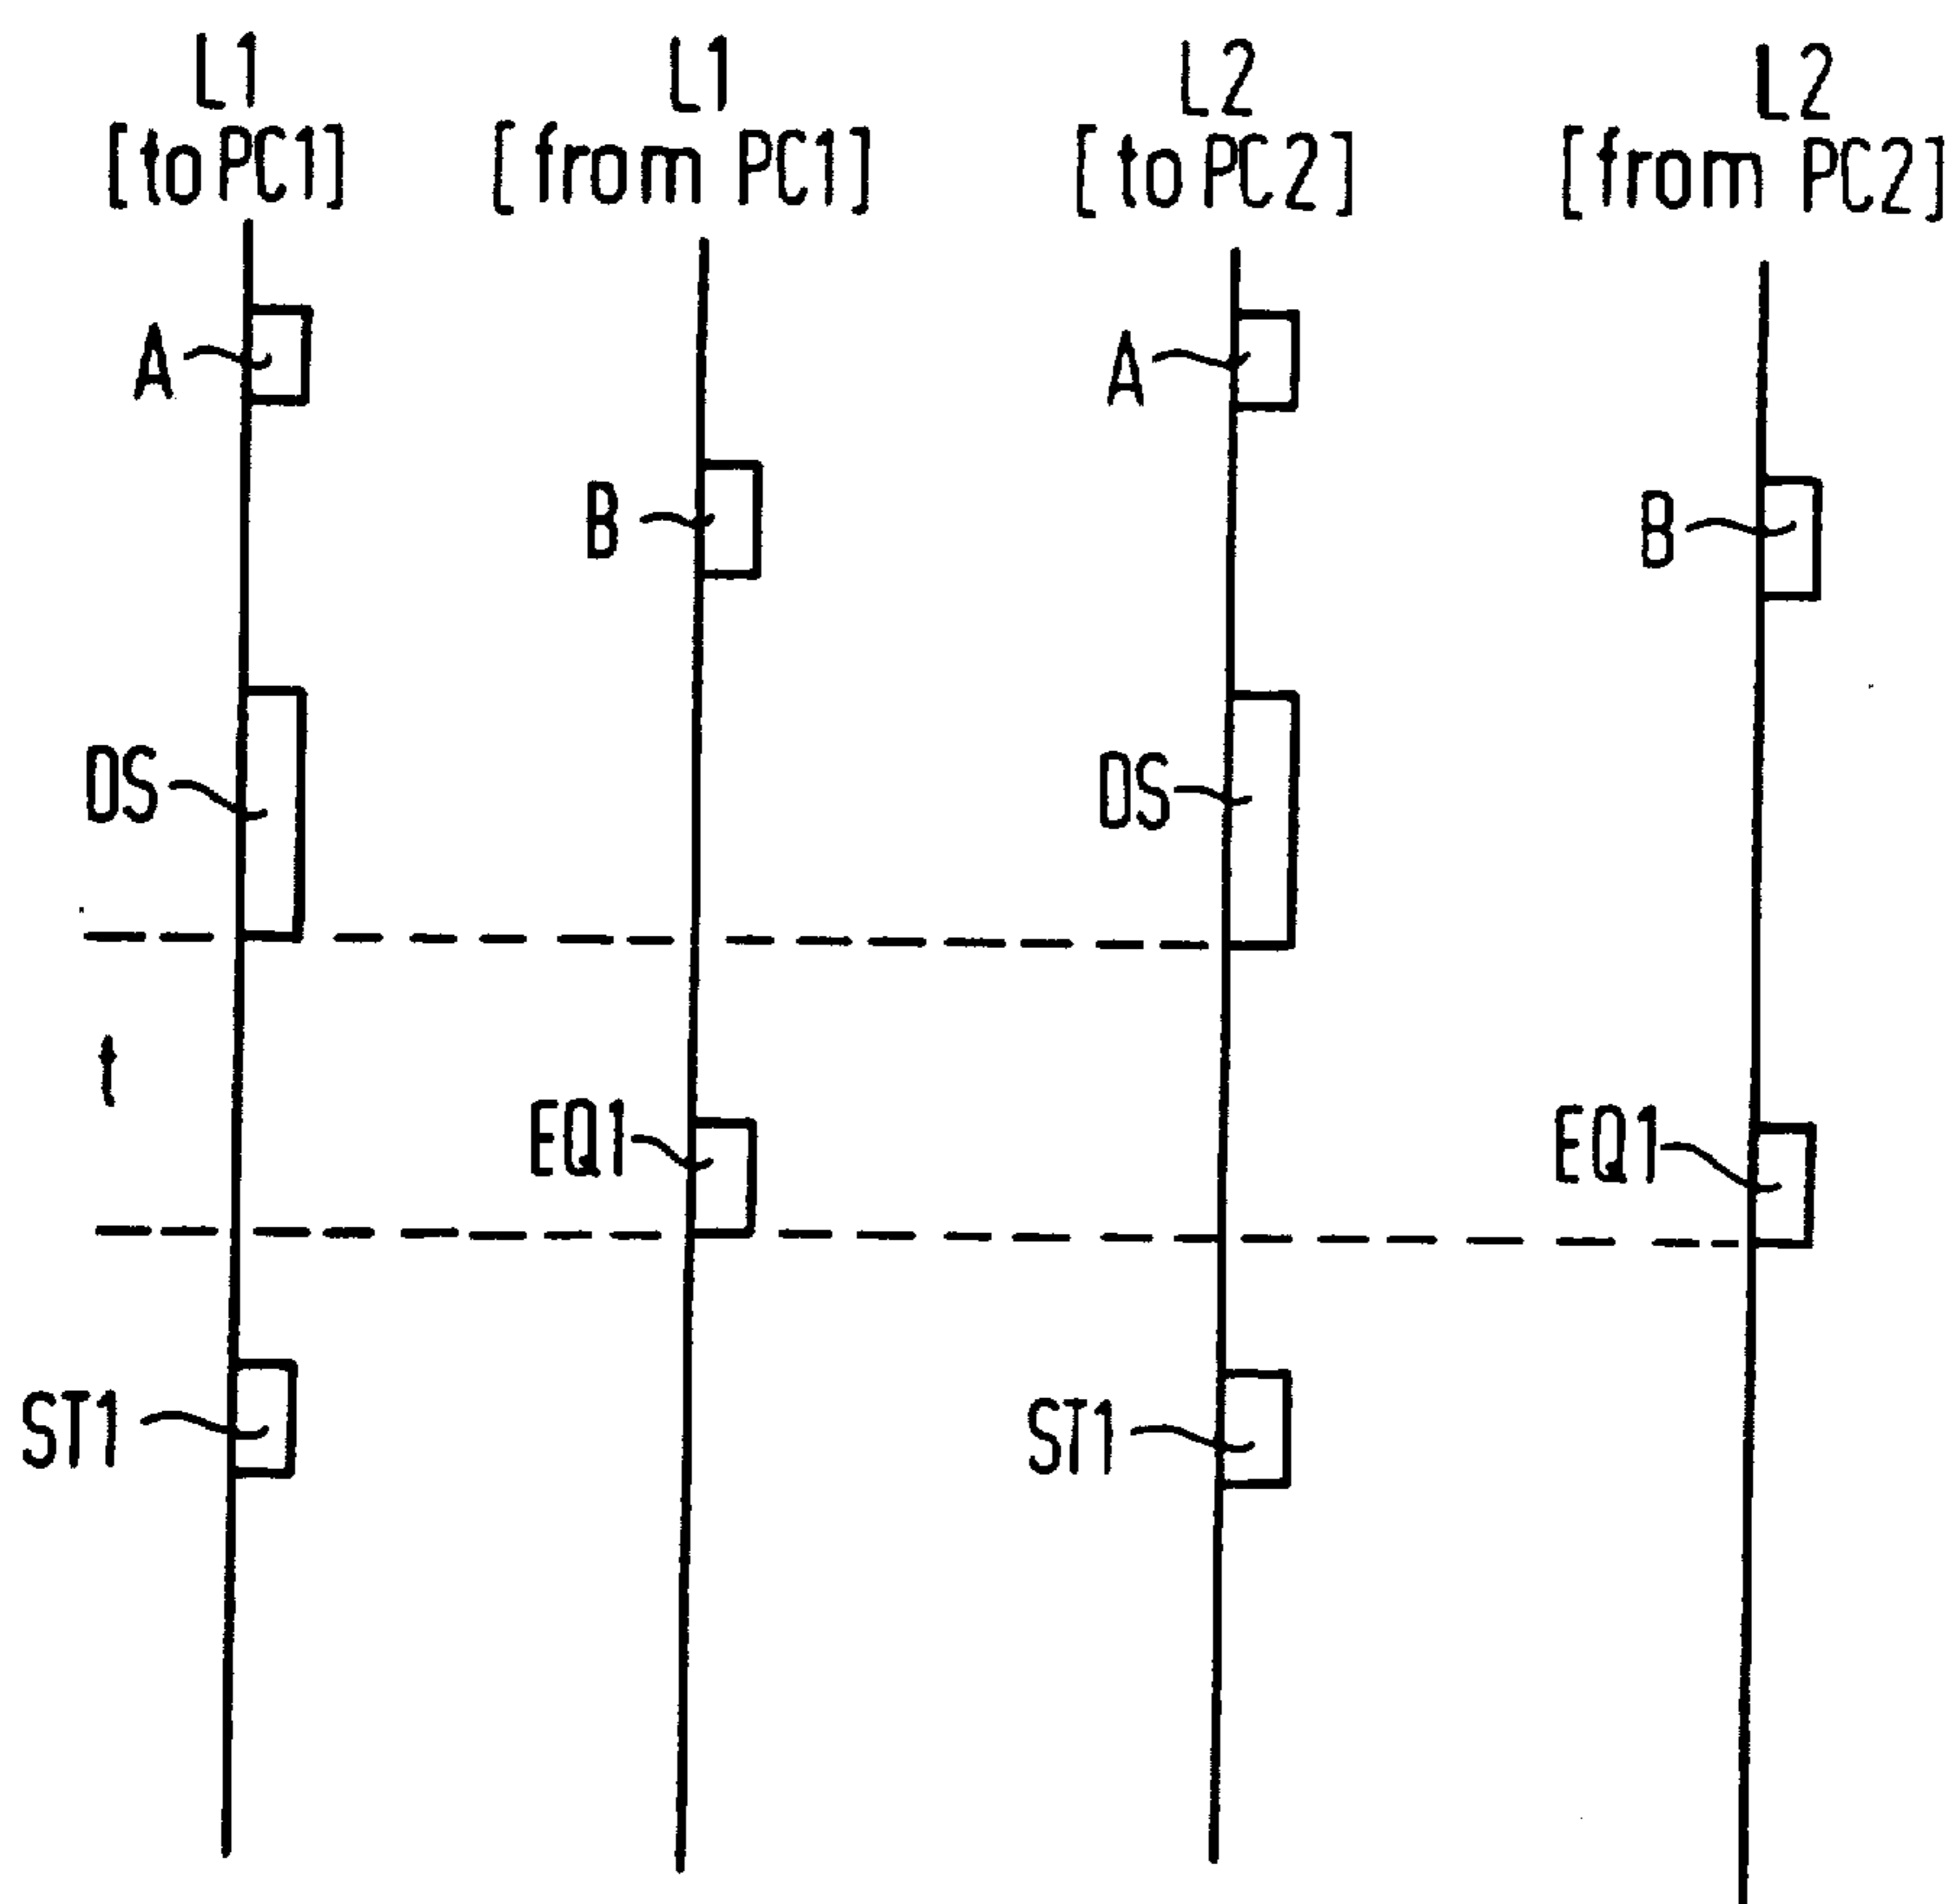 L1
[to PC1]
L1
[from PC1]
L2
[to PC2]
L2
[from PC2]
A
A
B
B
DS
DS
t
EQ1
EQ1
ST1
ST1